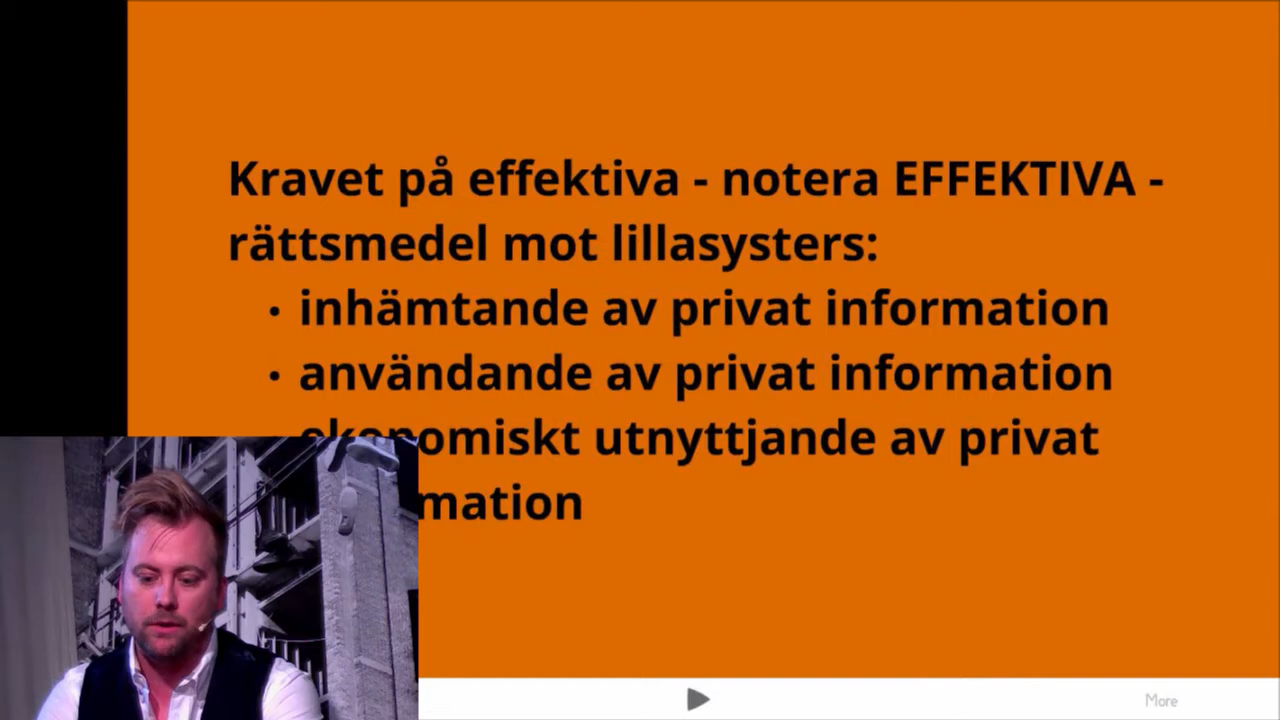 Kravet på effektiva - notera EFFEKTIVA -
rättsmedel mot lillasysters:
• inhämtande av privat information
• användande av privat information
ekonomiskt utnyttjande av privat
mation
More